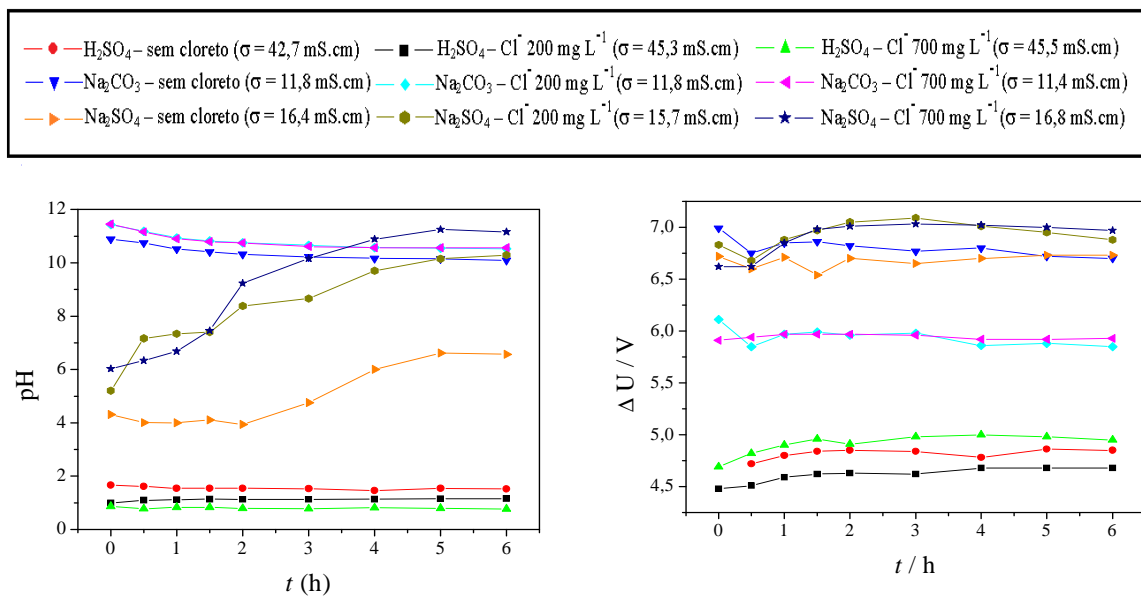 H₂SO₄ – sem cloreto (σ = 42,7 mS.cm) H₂SO₄ – Cl⁻ 200 mg L⁻¹ (σ = 45,3 mS.cm) H₂SO₄ – Cl⁻ 700 mg L⁻¹ (σ = 45,5 mS.cm)
Na₂CO₃ – sem cloreto (σ = 11,8 mS.cm) Na₂CO₃ – Cl⁻ 200 mg L⁻¹ (σ = 11,8 mS.cm) Na₂CO₃ – Cl⁻ 700 mg L⁻¹ (σ = 11,4 mS.cm)
Na₂SO₄ – sem cloreto (σ = 16,4 mS.cm) Na₂SO₄ – Cl⁻ 200 mg L⁻¹ (σ = 15,7 mS.cm) Na₂SO₄ – Cl⁻ 700 mg L⁻¹ (σ = 16,8 mS.cm)
pH
12
10
8
6
4
2
0
0 1 2 3 4 5 6
t (h)
Δ U / V
7,0
6,5
6,0
5,5
5,0
4,5
0 1 2 3 4 5 6
t / h